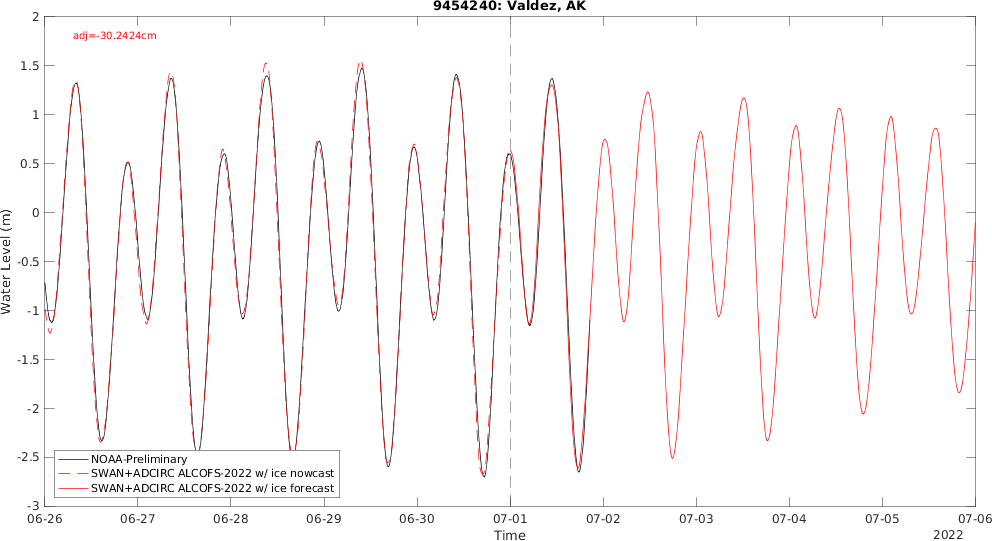 9454240: Valdez, AK
adj=-30.2424cm
2
1.5
1
0.5
0
-0.5
-1
-1.5
-2
-2.5
-3
Water Level (m)
NOAA-Preliminary
SWAN+ADCIRC ALCOFS-2022 w/ ice nowcast
SWAN+ADCIRC ALCOFS-2022 w/ ice forecast
06-26 06-27 06-28 06-29 06-30 07-01 07-02 07-03 07-04 07-05 07-06
Time
2022